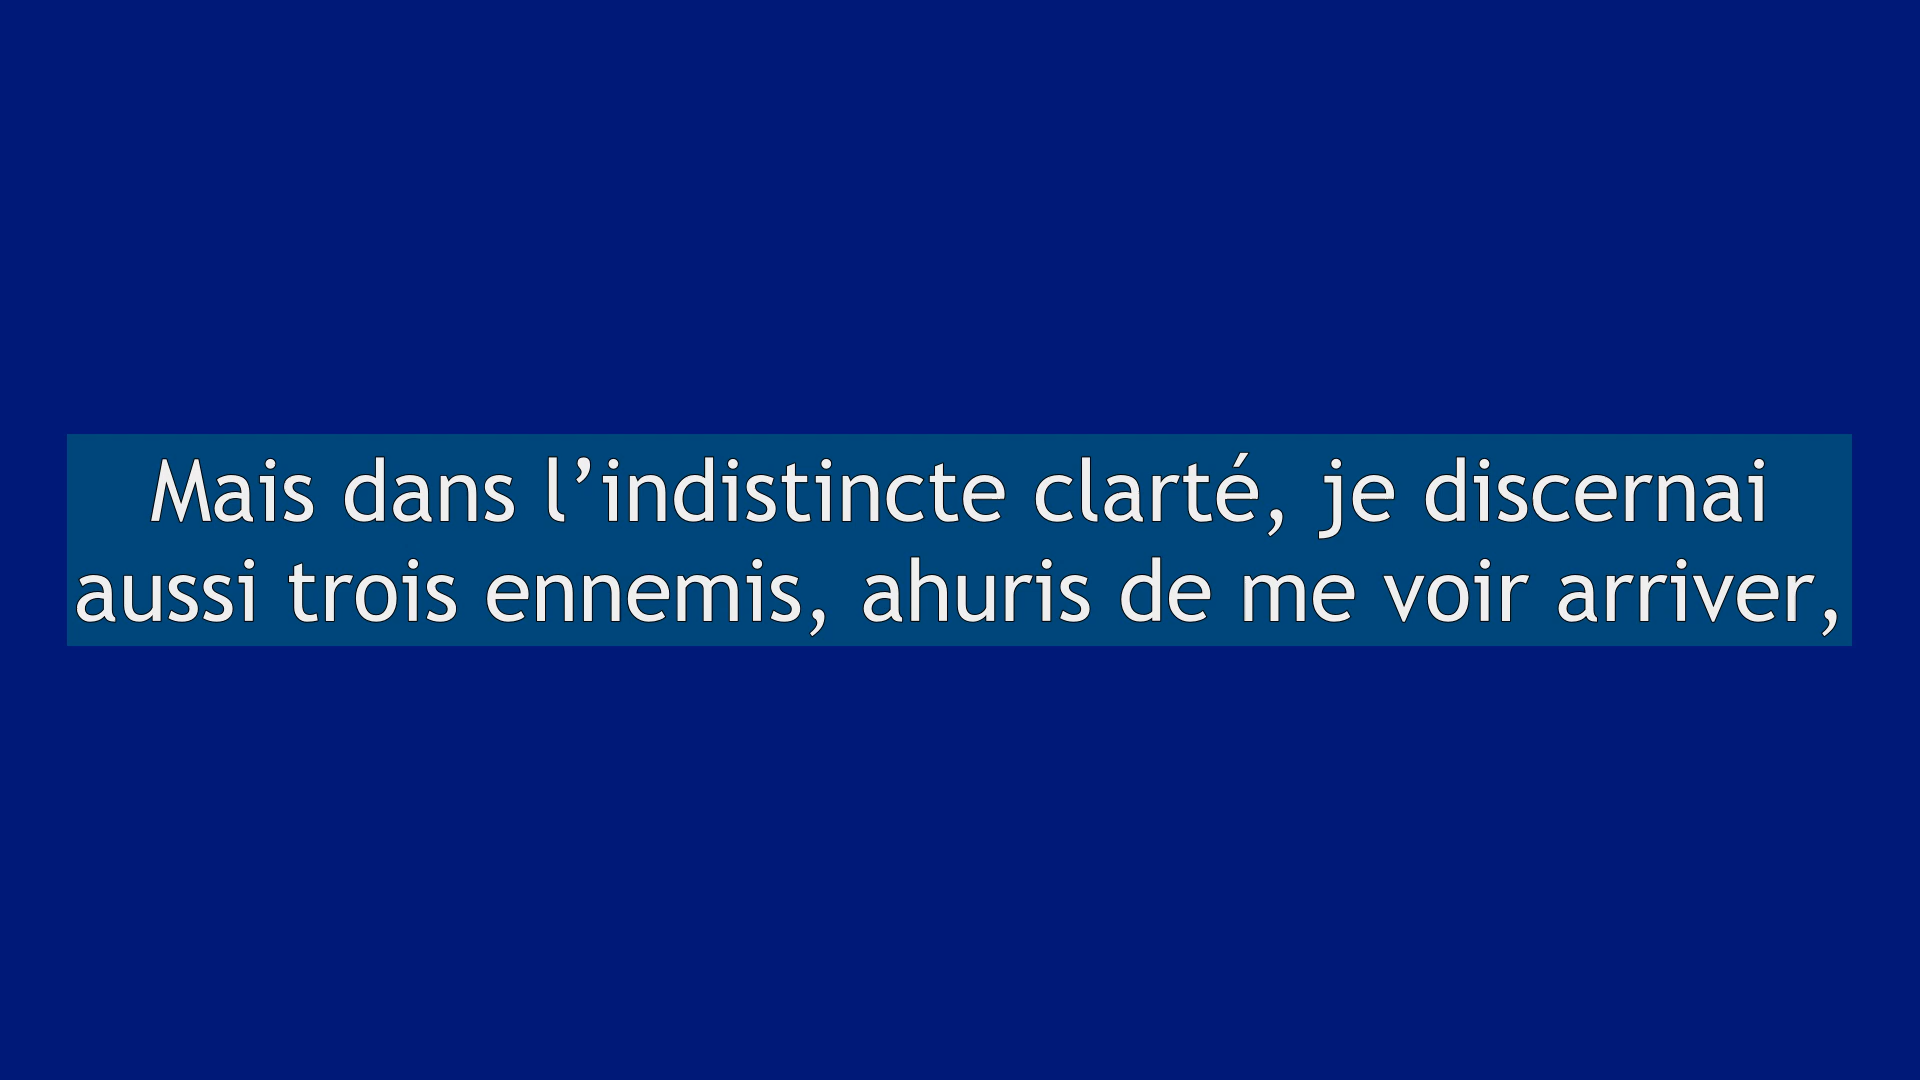 Mais dans l’indistincte clarté, je discernai
aussi trois ennemis, ahuris de me voir arriver,